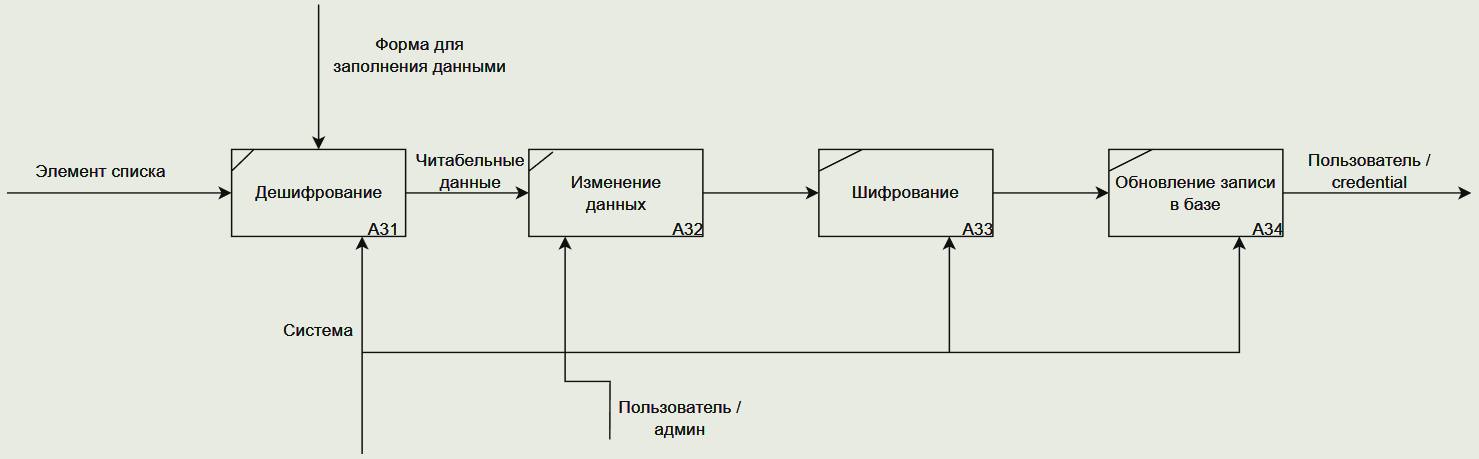 Форма для
заполнения данными
Элемент списка
Дешифрование
A31
Читабельные
данные
Изменение
данных
A32
Шифрование
A33
Обновление записи
в базе
A34
Пользователь /
credential
Система
Пользователь /
админ